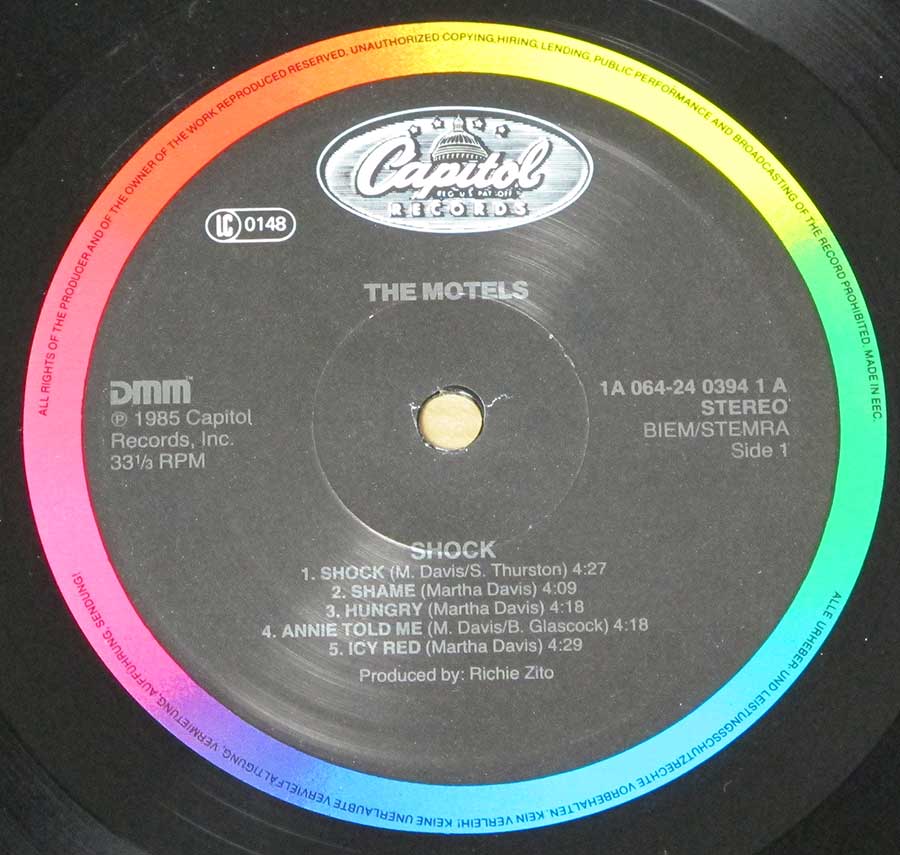 ALL RIGHTS OF THE PRODUCER AND OF THE OWNER OF THE WORK REPRODUCED RESERVED. UNAUTHORIZED COPYING, HIRING, LENDING, PUBLIC PERFORMANCE AND BROADCASTING OF THE RECORD PROHIBITED. MADE IN EEC.
Capitol
REG. U.S. PAT. OFF.
RECORDS
LC 0148
THE MOTELS
DMM™
℗ 1985 Capitol
Records, Inc.
33⅓ RPM
1A 064-24 0394 1 A
STEREO
BIEM/STEMRA
Side 1
SHOCK
1. SHOCK (M. Davis/S. Thurston) 4:27
2. SHAME (Martha Davis) 4:09
3. HUNGRY (Martha Davis) 4:18
4. ANNIE TOLD ME (M. Davis/B. Glascock) 4:18
5. ICY RED (Martha Davis) 4:29
Produced by: Richie Zito
ALLE URHEBER- UND LEISTUNGSSCHUTZRECHTE VORBEHALTEN. KEIN VERLEIH! KEINE UNERLAUBTE VERVIELFÄLTIGUNG, VERMIETUNG, AUFFÜHRUNG, SENDUNG!